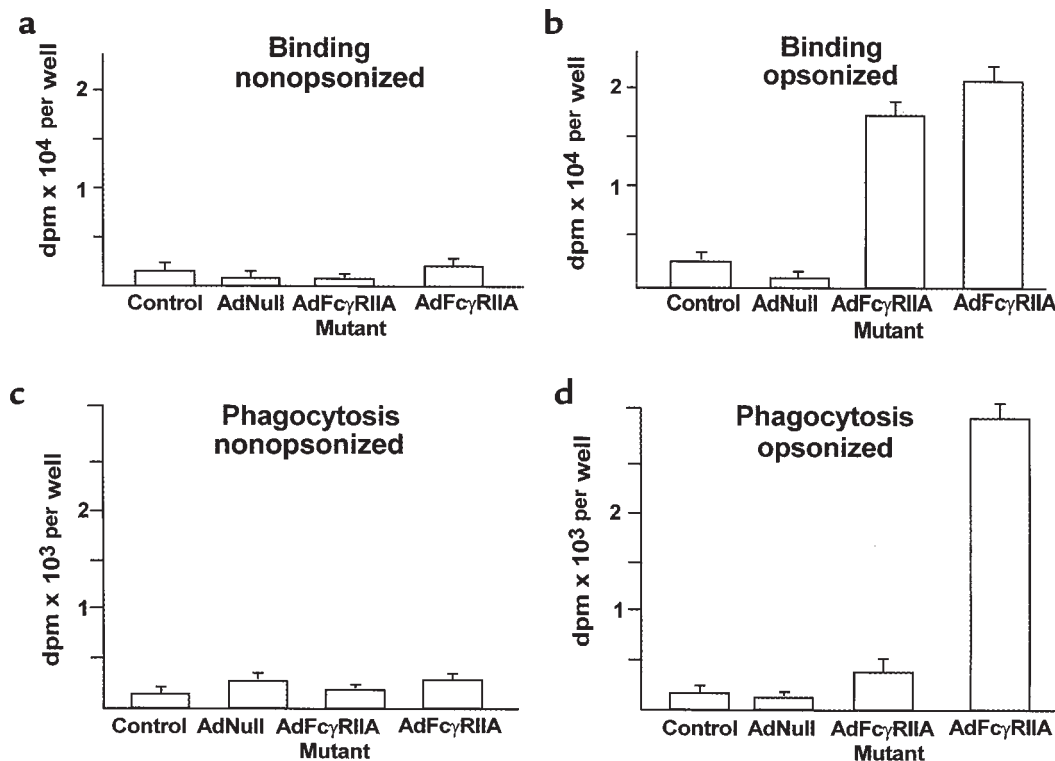 a
Binding
nonopsonized
dpm x 10⁴ per well
2
1
Control AdNull AdFcγRIIA AdFcγRIIA
Mutant
b
Binding
opsonized
dpm x 10⁴ per well
2
1
Control AdNull AdFcγRIIA AdFcγRIIA
Mutant
c
Phagocytosis
nonopsonized
dpm x 10³ per well
2
1
Control AdNull AdFcγRIIA AdFcγRIIA
Mutant
d
Phagocytosis
opsonized
dpm x 10³ per well
2
1
Control AdNull AdFcγRIIA AdFcγRIIA
Mutant